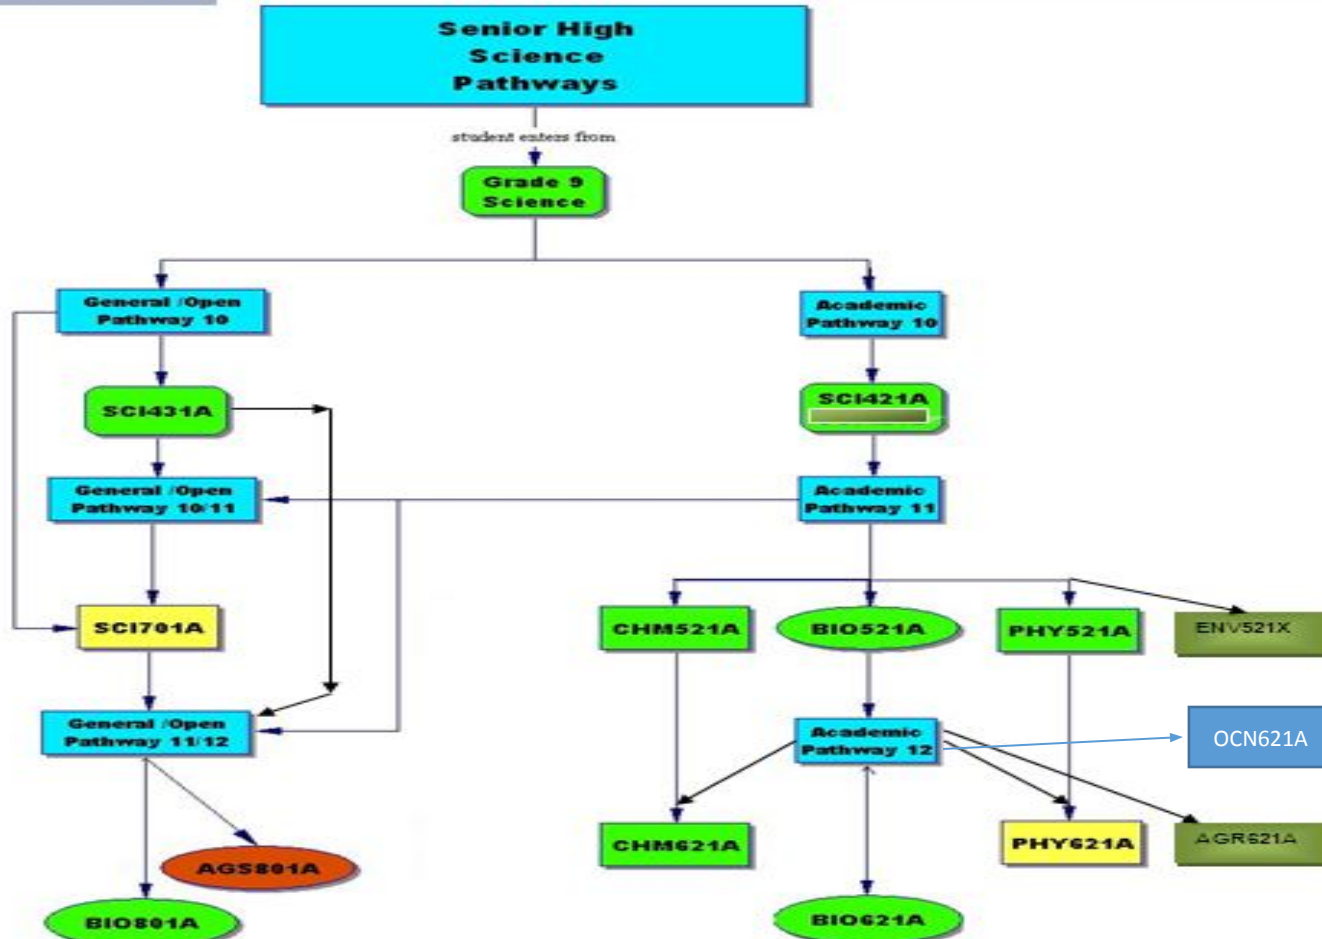 Senior High
Science
Pathways
student enters from
Grade 9
Science
General /Open
Pathway 10
Academic
Pathway 10
SCI431A
SCI421A
General /Open
Pathway 10/11
Academic
Pathway 11
SCI701A
CHM521A
BIO521A
PHY521A
ENV521X
General /Open
Pathway 11/12
Academic
Pathway 12
OCN621A
CHM621A
PHY621A
AGR621A
AGS801A
BIO801A
BIO621A